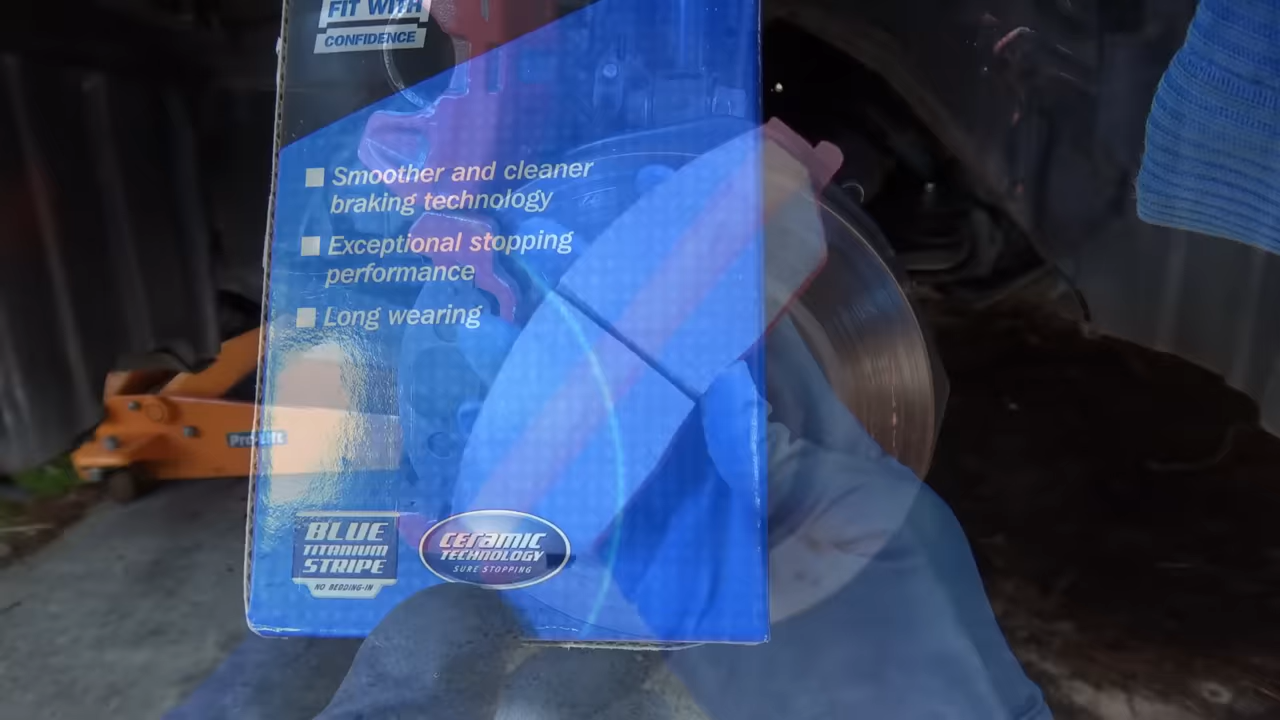 FIT WITH
CONFIDENCE
Smoother and cleaner
braking technology
Exceptional stopping
performance
Long wearing
Pro-Lift
BLUE
TITANIUM
STRIPE
NO BEDDING-IN
CERAMIC
TECHNOLOGY
SURE STOPPING